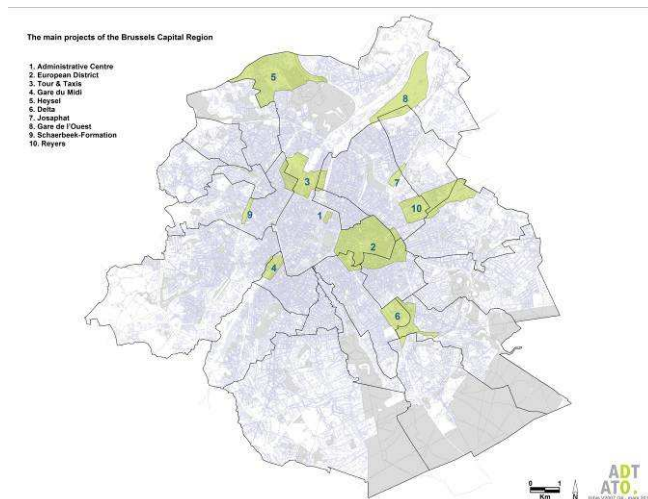 The main projects of the Brussels Capital Region
1. Administrative Centre
2. European District
3. Tour & Taxis
4. Gare du Midi
5. Heysel
6. Delta
7. Josaphat
8. Gare de l'Ouest
9. Schaerbeek-Formation
10. Reyers
5
8
3
7
10
9
1
2
4
6
0 1
Km
N
ADT
ATO.